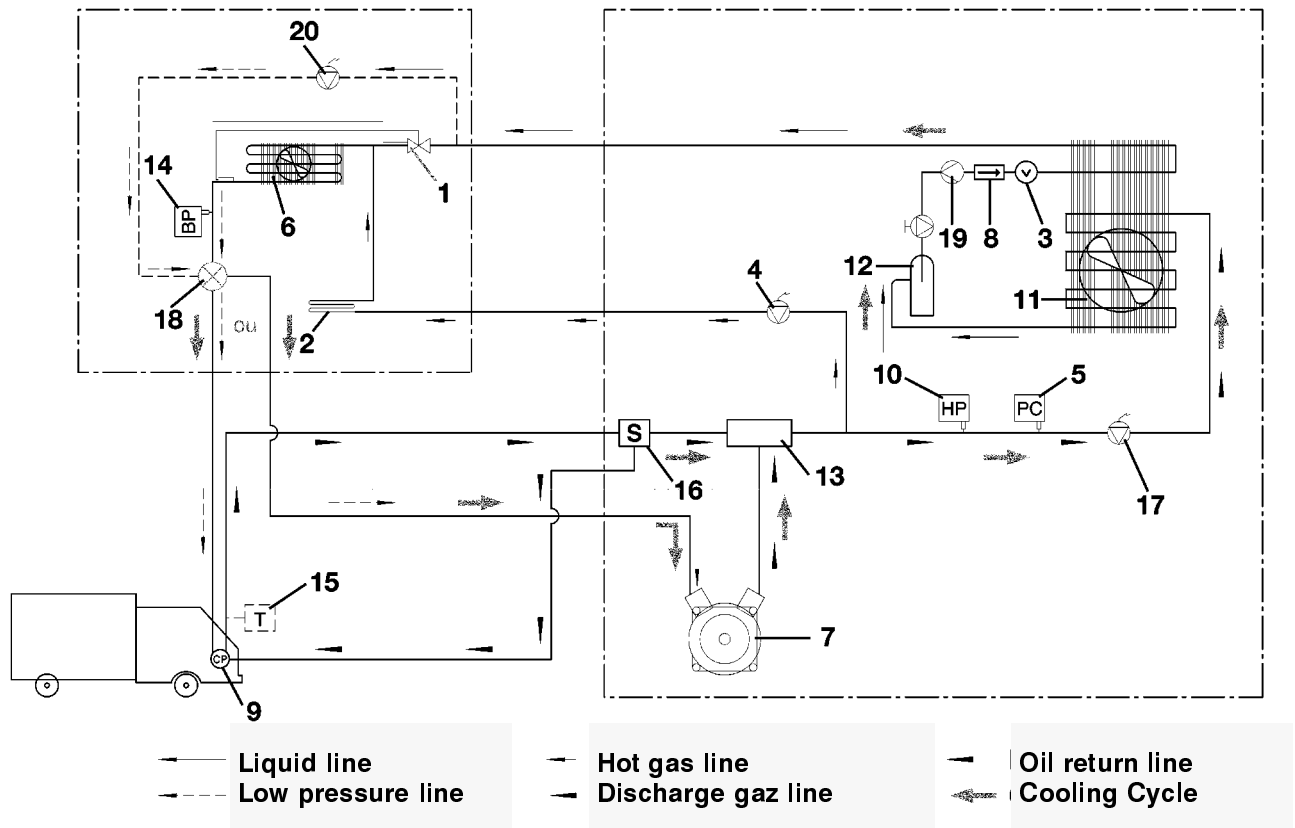 20
14
BP
6
1
18
ou
2
4
12
19
8
3
V
11
10
HP
5
PC
S
16
13
17
15
T
CP
9
7
Liquid line
Low pressure line
Hot gas line
Discharge gaz line
Oil return line
Cooling Cycle